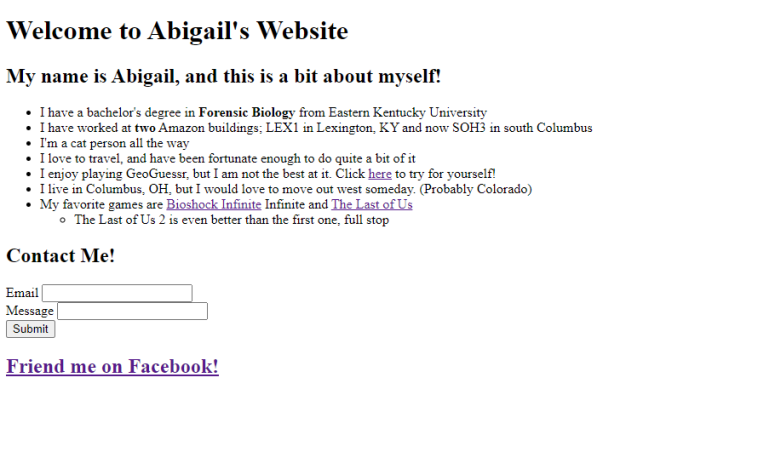 Welcome to Abigail's Website
My name is Abigail, and this is a bit about myself!
I have a bachelor's degree in Forensic Biology from Eastern Kentucky University
I have worked at two Amazon buildings; LEX1 in Lexington, KY and now SOH3 in south Columbus
I'm a cat person all the way
I love to travel, and have been fortunate enough to do quite a bit of it
I enjoy playing GeoGuessr, but I am not the best at it. Click here to try for yourself!
I live in Columbus, OH, but I would love to move out west someday. (Probably Colorado)
My favorite games are Bioshock Infinite Infinite and The Last of Us
The Last of Us 2 is even better than the first one, full stop
Contact Me!
Email
Message
Submit
Friend me on Facebook!